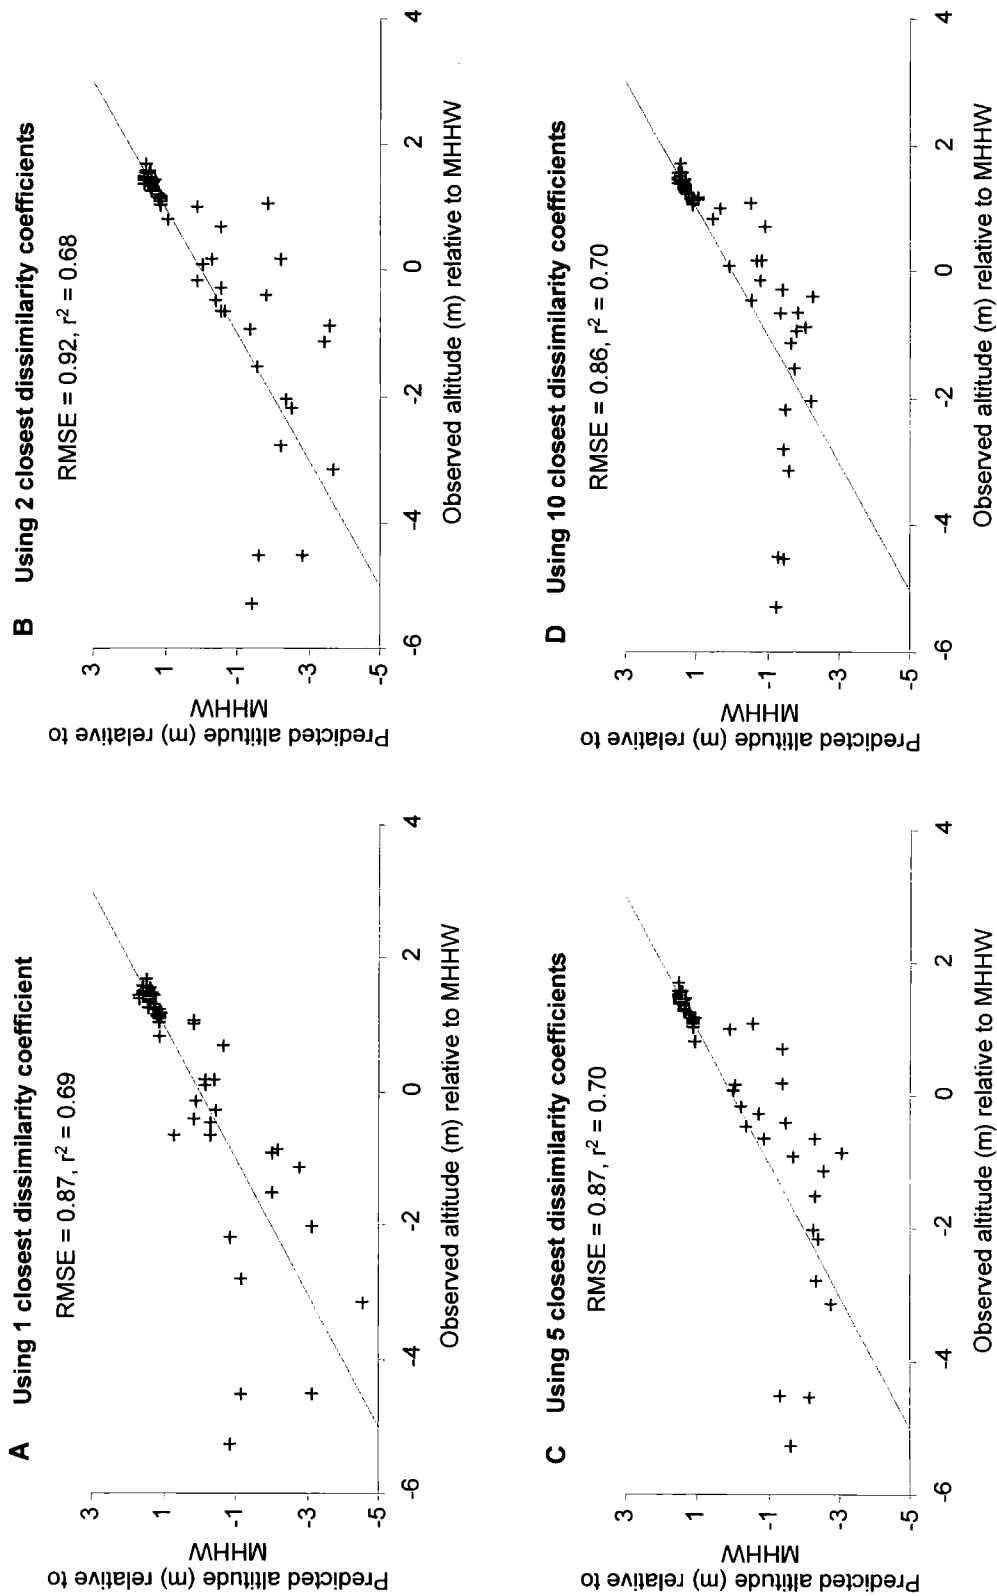 A Using 1 closest dissimilarity coefficient
RMSE = 0.87, r² = 0.69
Predicted altitude (m) relative to
MHHW
3
1
-1
-3
-5
-6
-4
-2
0
2
4
Observed altitude (m) relative to MHHW
B Using 2 closest dissimilarity coefficients
RMSE = 0.92, r² = 0.68
Predicted altitude (m) relative to
MHHW
3
1
-1
-3
-5
-6
-4
-2
0
2
4
Observed altitude (m) relative to MHHW
C Using 5 closest dissimilarity coefficients
RMSE = 0.87, r² = 0.70
Predicted altitude (m) relative to
MHHW
3
1
-1
-3
-5
-6
-4
-2
0
2
4
Observed altitude (m) relative to MHHW
D Using 10 closest dissimilarity coefficients
RMSE = 0.86, r² = 0.70
Predicted altitude (m) relative to
MHHW
3
1
-1
-3
-5
-6
-4
-2
0
2
4
Observed altitude (m) relative to MHHW